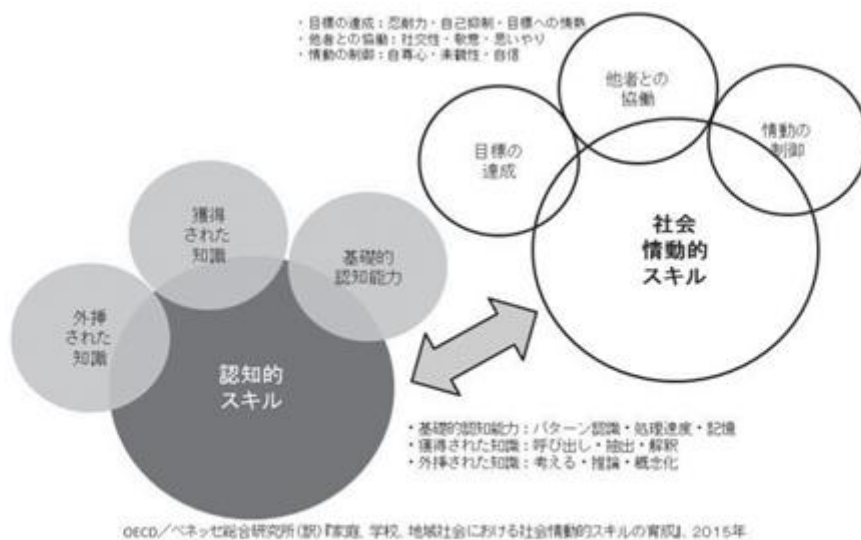 ・目標の達成：忍耐力・自己抑制・目標への情熱
・他者との協働：社交性・敬意・思いやり
・情動の制御：自尊心・楽観性・自信
他者との
協働
情動の
制御
目標の
達成
社会
情動的
スキル
獲得
された
知識
基礎的
認知能力
外挿
された
知識
認知的
スキル
・基礎的認知能力：パターン認識・処理速度・記憶
・獲得された知識：呼び出し・抽出・解釈
・外挿された知識：考える・推論・概念化
OECD／ベネッセ総合研究所（訳）『家庭、学校、地域社会における社会情動的スキルの育成』、2015年